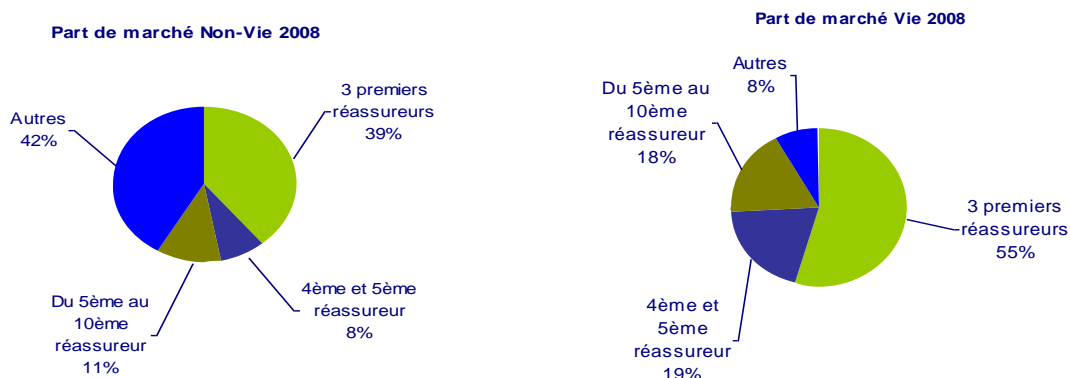 Part de marché Non-Vie 2008
3 premiers
réassureurs
39%
Autres
42%
4ème et 5ème
réassureur
8%
Du 5ème au
10ème
réassureur
11%
Part de marché Vie 2008
Autres
8%
Du 5ème au
10ème
réassureur
18%
3 premiers
réassureurs
55%
4ème et
5ème
réassureur
19%